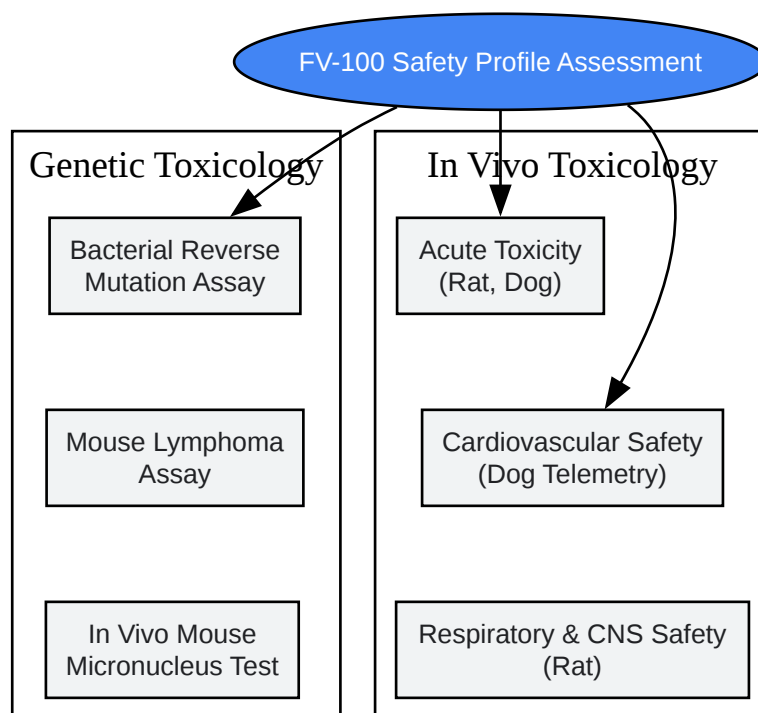 FV-100 Safety Profile Assessment
Genetic Toxicology
Bacterial Reverse
Mutation Assay
Mouse Lymphoma
Assay
In Vivo Mouse
Micronucleus Test
In Vivo Toxicology
Acute Toxicity
(Rat, Dog)
Cardiovascular Safety
(Dog Telemetry)
Respiratory & CNS Safety
(Rat)